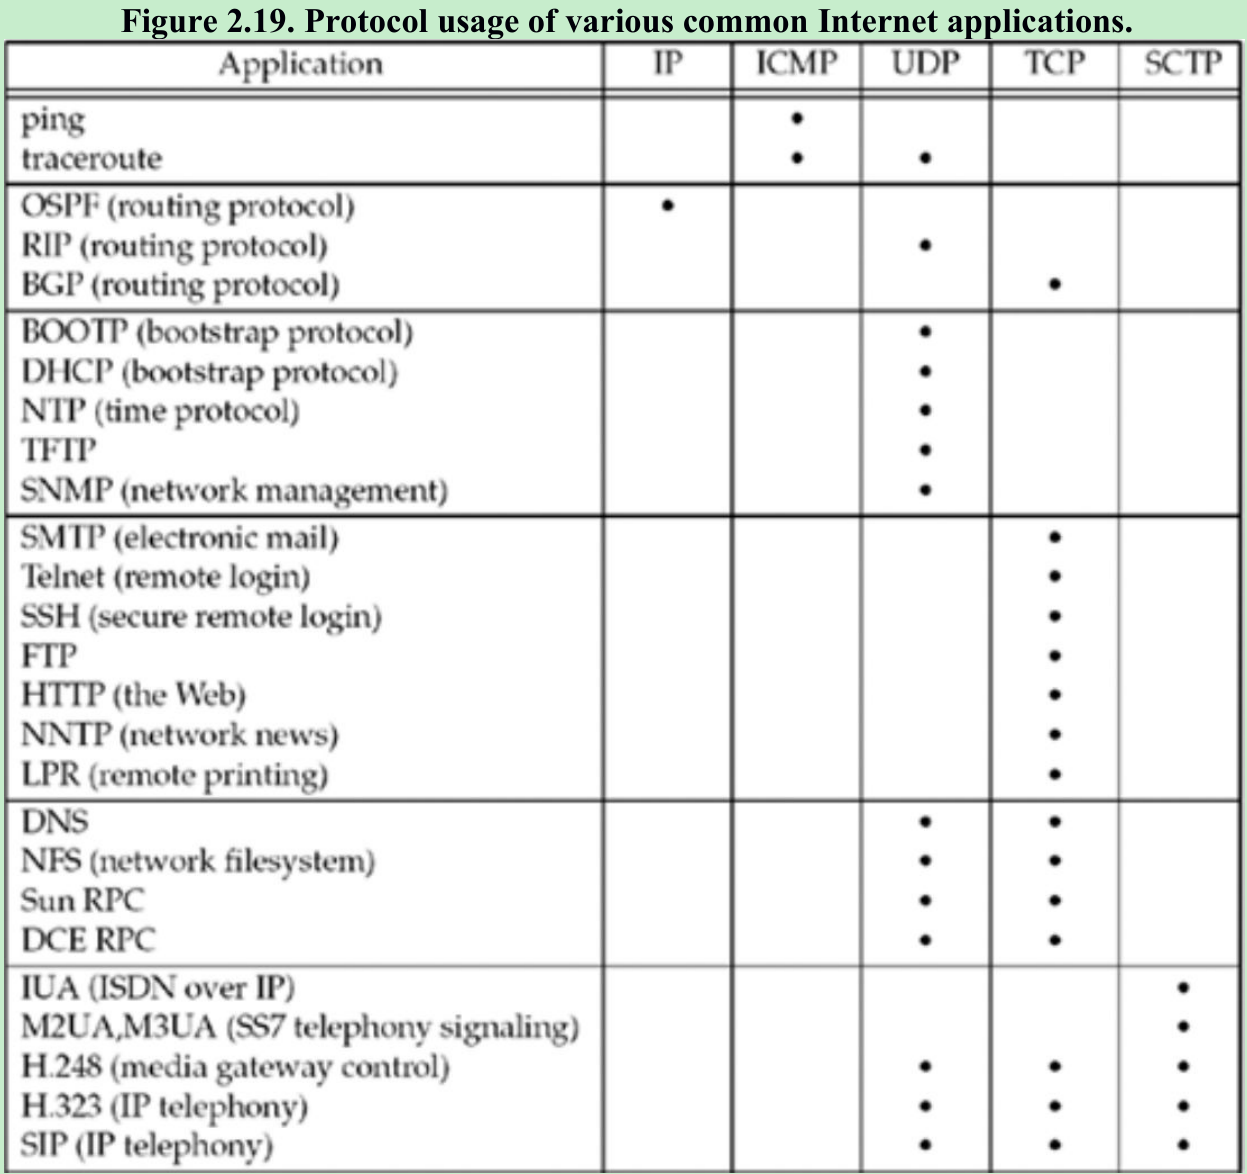 Figure 2.19. Protocol usage of various common Internet applications.
Application IP ICMP UDP TCP SCTP
ping •
traceroute • •
OSPF (routing protocol) •
RIP (routing protocol) •
BGP (routing protocol) •
BOOTP (bootstrap protocol) •
DHCP (bootstrap protocol) •
NTP (time protocol) •
TFTP •
SNMP (network management) •
SMTP (electronic mail) •
Telnet (remote login) •
SSH (secure remote login) •
FTP •
HTTP (the Web) •
NNTP (network news) •
LPR (remote printing) •
DNS • •
NFS (network filesystem) • •
Sun RPC • •
DCE RPC • •
IUA (ISDN over IP) •
M2UA,M3UA (SS7 telephony signaling) •
H.248 (media gateway control) • • •
H.323 (IP telephony) • • •
SIP (IP telephony) • • •